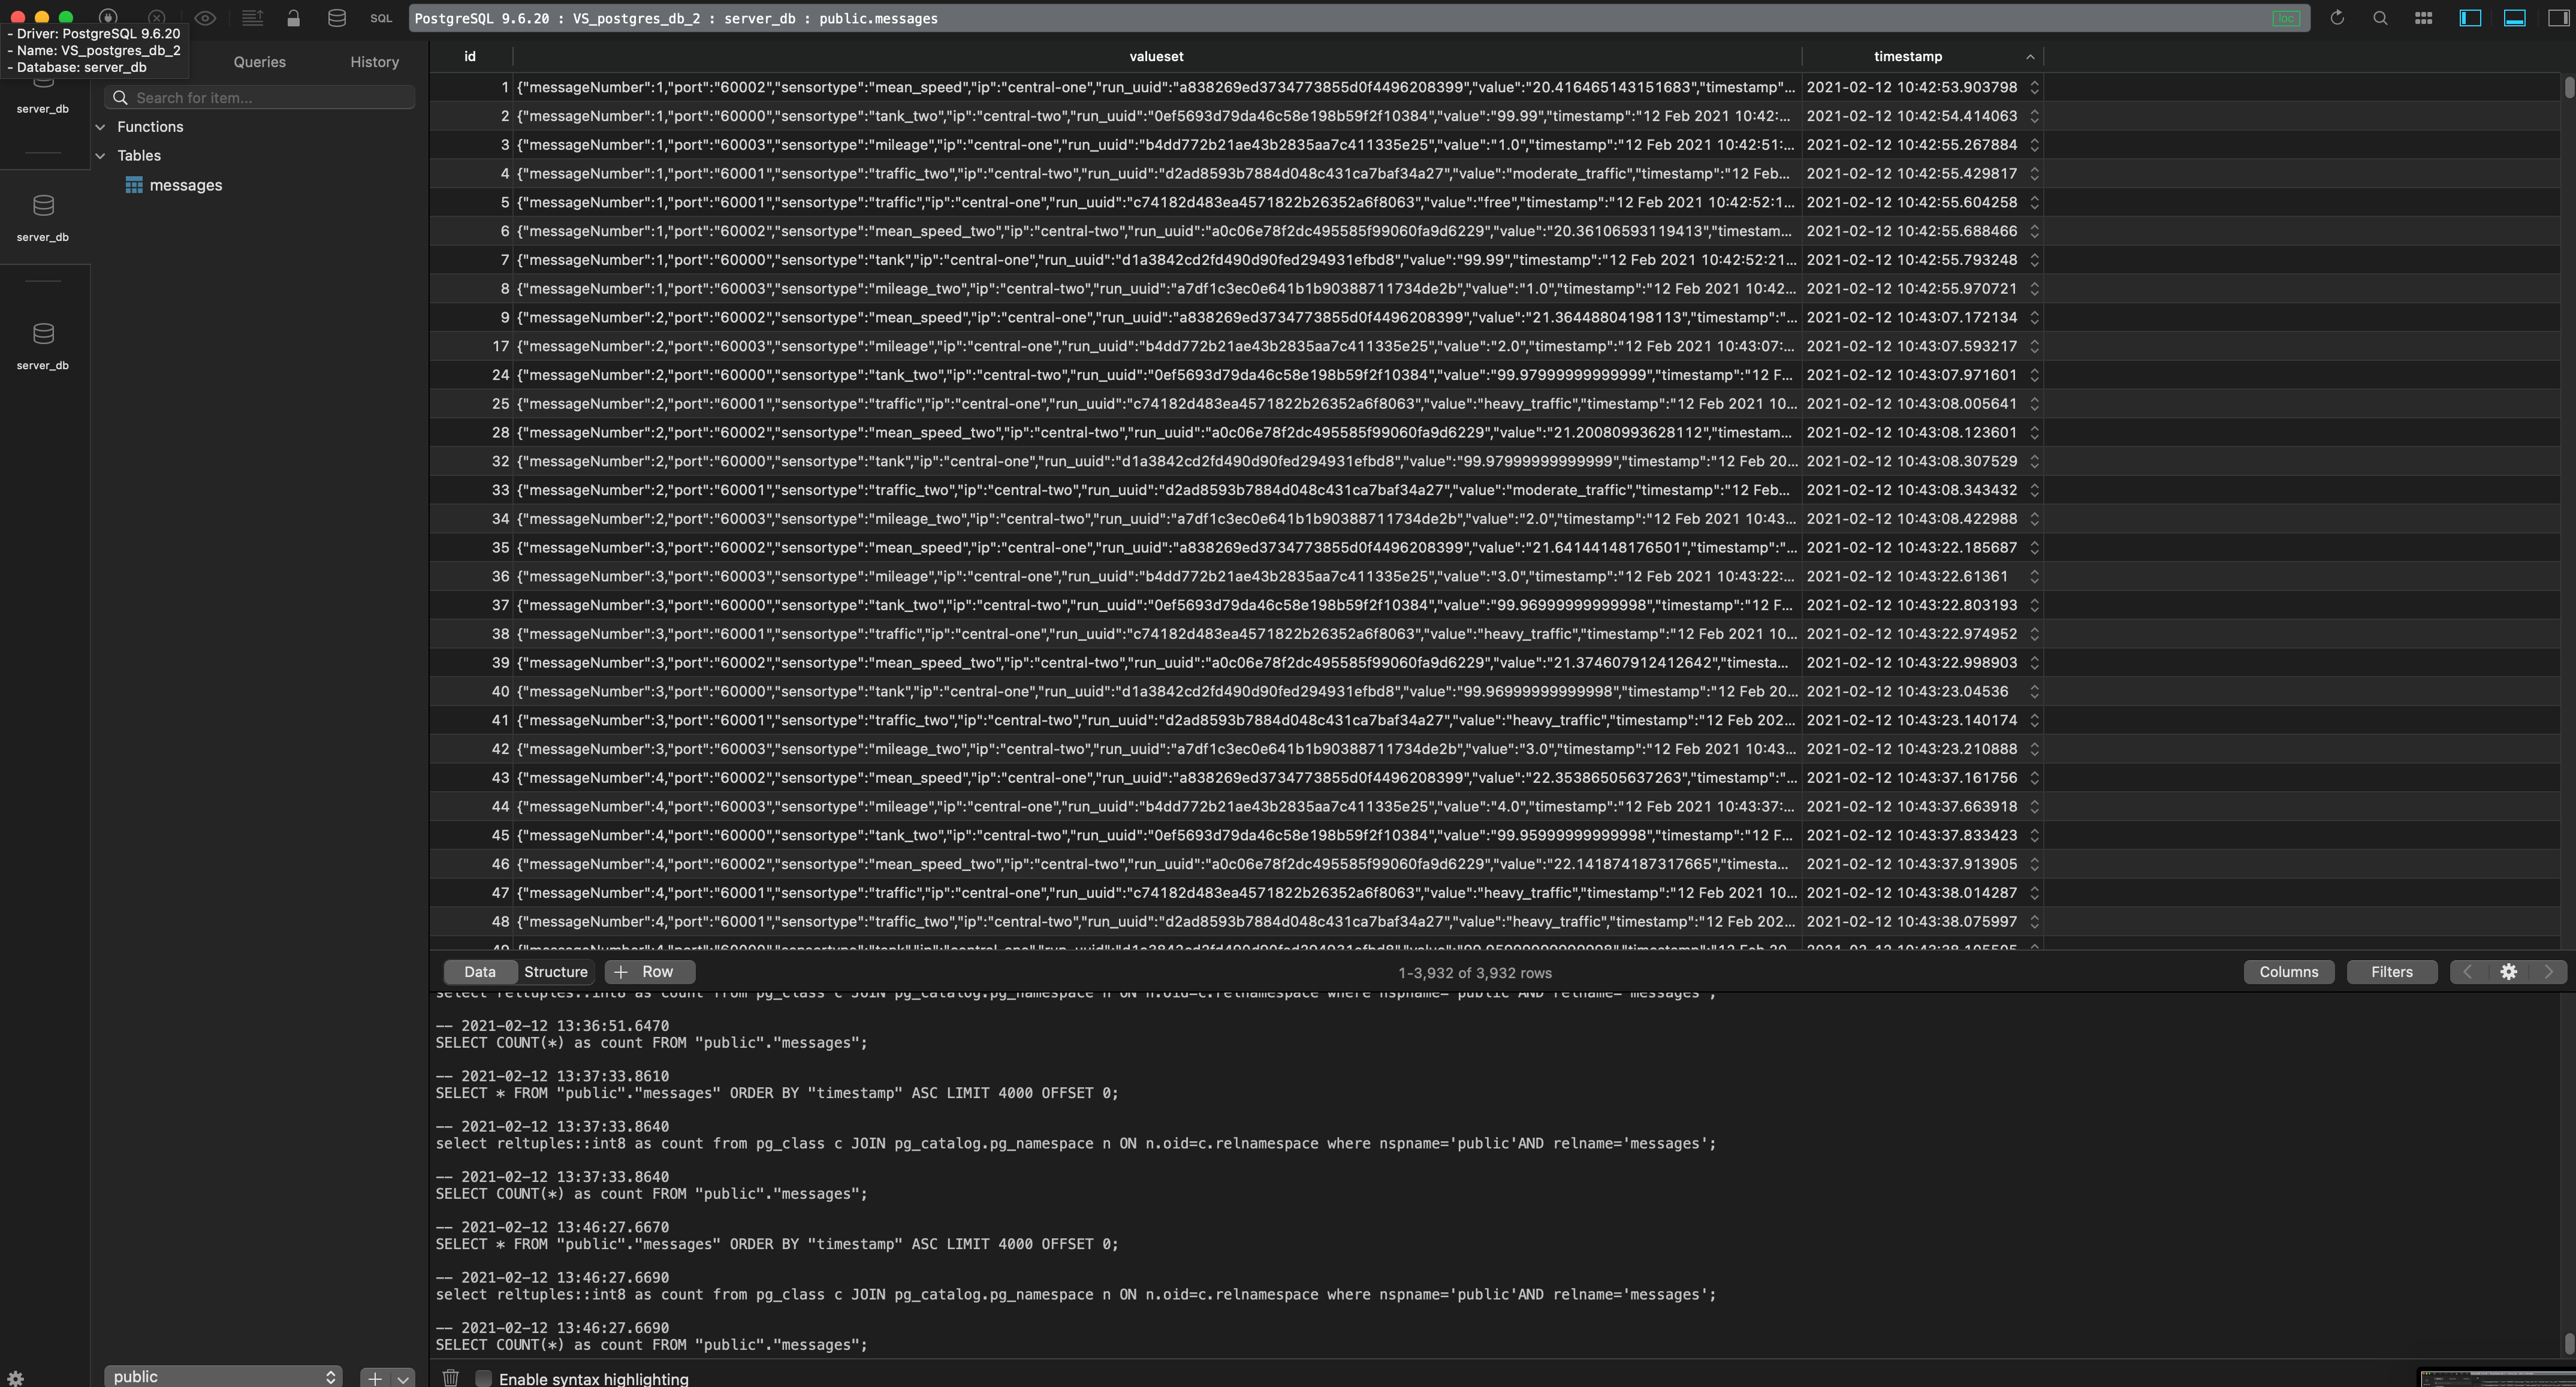 SQL
PostgreSQL 9.6.20 : VS_postgres_db_2 : server_db : public.messages
loc
- Driver: PostgreSQL 9.6.20
- Name: VS_postgres_db_2
- Database: server_db
Queries
History
Search for item...
Functions
Tables
messages
server_db
server_db
server_db
id valueset timestamp
1 {"messageNumber":1,"port":"60002","sensortype":"mean_speed","ip":"central-one","run_uuid":"a838269ed3734773855d0f4496208399","value":"20.416465143151683","timestamp"... 2021-02-12 10:42:53.903798
2 {"messageNumber":1,"port":"60000","sensortype":"tank_two","ip":"central-two","run_uuid":"0ef5693d79da46c58e198b59f2f10384","value":"99.99","timestamp":"12 Feb 2021 10:42:... 2021-02-12 10:42:54.414063
3 {"messageNumber":1,"port":"60003","sensortype":"mileage","ip":"central-one","run_uuid":"b4dd772b21ae43b2835aa7c411335e25","value":"1.0","timestamp":"12 Feb 2021 10:42:51:... 2021-02-12 10:42:55.267884
4 {"messageNumber":1,"port":"60001","sensortype":"traffic_two","ip":"central-two","run_uuid":"d2ad8593b7884d048c431ca7baf34a27","value":"moderate_traffic","timestamp":"12 Feb... 2021-02-12 10:42:55.429817
5 {"messageNumber":1,"port":"60001","sensortype":"traffic","ip":"central-one","run_uuid":"c74182d483ea4571822b26352a6f8063","value":"free","timestamp":"12 Feb 2021 10:42:52:1... 2021-02-12 10:42:55.604258
6 {"messageNumber":1,"port":"60002","sensortype":"mean_speed_two","ip":"central-two","run_uuid":"a0c06e78f2dc495585f99060fa9d6229","value":"20.36106593119413","timestam... 2021-02-12 10:42:55.688466
7 {"messageNumber":1,"port":"60000","sensortype":"tank","ip":"central-one","run_uuid":"d1a3842cd2fd490d90fed294931efbd8","value":"99.99","timestamp":"12 Feb 2021 10:42:52:21... 2021-02-12 10:42:55.793248
8 {"messageNumber":1,"port":"60003","sensortype":"mileage_two","ip":"central-two","run_uuid":"a7df1c3ec0e641b1b90388711734de2b","value":"1.0","timestamp":"12 Feb 2021 10:42... 2021-02-12 10:42:55.970721
9 {"messageNumber":2,"port":"60002","sensortype":"mean_speed","ip":"central-one","run_uuid":"a838269ed3734773855d0f4496208399","value":"21.36448804198113","timestamp":"... 2021-02-12 10:43:07.172134
17 {"messageNumber":2,"port":"60003","sensortype":"mileage","ip":"central-one","run_uuid":"b4dd772b21ae43b2835aa7c411335e25","value":"2.0","timestamp":"12 Feb 2021 10:43:07:... 2021-02-12 10:43:07.593217
24 {"messageNumber":2,"port":"60000","sensortype":"tank_two","ip":"central-two","run_uuid":"0ef5693d79da46c58e198b59f2f10384","value":"99.97999999999999","timestamp":"12 F... 2021-02-12 10:43:07.971601
25 {"messageNumber":2,"port":"60001","sensortype":"traffic","ip":"central-one","run_uuid":"c74182d483ea4571822b26352a6f8063","value":"heavy_traffic","timestamp":"12 Feb 2021 10... 2021-02-12 10:43:08.005641
28 {"messageNumber":2,"port":"60002","sensortype":"mean_speed_two","ip":"central-two","run_uuid":"a0c06e78f2dc495585f99060fa9d6229","value":"21.20080993628112","timestam... 2021-02-12 10:43:08.123601
32 {"messageNumber":2,"port":"60000","sensortype":"tank","ip":"central-one","run_uuid":"d1a3842cd2fd490d90fed294931efbd8","value":"99.97999999999999","timestamp":"12 Feb 20... 2021-02-12 10:43:08.307529
33 {"messageNumber":2,"port":"60001","sensortype":"traffic_two","ip":"central-two","run_uuid":"d2ad8593b7884d048c431ca7baf34a27","value":"moderate_traffic","timestamp":"12 Feb... 2021-02-12 10:43:08.343432
34 {"messageNumber":2,"port":"60003","sensortype":"mileage_two","ip":"central-two","run_uuid":"a7df1c3ec0e641b1b90388711734de2b","value":"2.0","timestamp":"12 Feb 2021 10:43... 2021-02-12 10:43:08.422988
35 {"messageNumber":3,"port":"60002","sensortype":"mean_speed","ip":"central-one","run_uuid":"a838269ed3734773855d0f4496208399","value":"21.64144148176501","timestamp":"... 2021-02-12 10:43:22.185687
36 {"messageNumber":3,"port":"60003","sensortype":"mileage","ip":"central-one","run_uuid":"b4dd772b21ae43b2835aa7c411335e25","value":"3.0","timestamp":"12 Feb 2021 10:43:22:... 2021-02-12 10:43:22.61361
37 {"messageNumber":3,"port":"60000","sensortype":"tank_two","ip":"central-two","run_uuid":"0ef5693d79da46c58e198b59f2f10384","value":"99.96999999999998","timestamp":"12 F... 2021-02-12 10:43:22.803193
38 {"messageNumber":3,"port":"60001","sensortype":"traffic","ip":"central-one","run_uuid":"c74182d483ea4571822b26352a6f8063","value":"heavy_traffic","timestamp":"12 Feb 2021 10... 2021-02-12 10:43:22.974952
39 {"messageNumber":3,"port":"60002","sensortype":"mean_speed_two","ip":"central-two","run_uuid":"a0c06e78f2dc495585f99060fa9d6229","value":"21.374607912412642","timesta... 2021-02-12 10:43:22.998903
40 {"messageNumber":3,"port":"60000","sensortype":"tank","ip":"central-one","run_uuid":"d1a3842cd2fd490d90fed294931efbd8","value":"99.96999999999998","timestamp":"12 Feb 20... 2021-02-12 10:43:23.04536
41 {"messageNumber":3,"port":"60001","sensortype":"traffic_two","ip":"central-two","run_uuid":"d2ad8593b7884d048c431ca7baf34a27","value":"heavy_traffic","timestamp":"12 Feb 202... 2021-02-12 10:43:23.140174
42 {"messageNumber":3,"port":"60003","sensortype":"mileage_two","ip":"central-two","run_uuid":"a7df1c3ec0e641b1b90388711734de2b","value":"3.0","timestamp":"12 Feb 2021 10:43... 2021-02-12 10:43:23.210888
43 {"messageNumber":4,"port":"60002","sensortype":"mean_speed","ip":"central-one","run_uuid":"a838269ed3734773855d0f4496208399","value":"22.35386505637263","timestamp":"... 2021-02-12 10:43:37.161756
44 {"messageNumber":4,"port":"60003","sensortype":"mileage","ip":"central-one","run_uuid":"b4dd772b21ae43b2835aa7c411335e25","value":"4.0","timestamp":"12 Feb 2021 10:43:37:... 2021-02-12 10:43:37.663918
45 {"messageNumber":4,"port":"60000","sensortype":"tank_two","ip":"central-two","run_uuid":"0ef5693d79da46c58e198b59f2f10384","value":"99.95999999999998","timestamp":"12 F... 2021-02-12 10:43:37.833423
46 {"messageNumber":4,"port":"60002","sensortype":"mean_speed_two","ip":"central-two","run_uuid":"a0c06e78f2dc495585f99060fa9d6229","value":"22.141874187317665","timesta... 2021-02-12 10:43:37.913905
47 {"messageNumber":4,"port":"60001","sensortype":"traffic","ip":"central-one","run_uuid":"c74182d483ea4571822b26352a6f8063","value":"heavy_traffic","timestamp":"12 Feb 2021 10... 2021-02-12 10:43:38.014287
48 {"messageNumber":4,"port":"60001","sensortype":"traffic_two","ip":"central-two","run_uuid":"d2ad8593b7884d048c431ca7baf34a27","value":"heavy_traffic","timestamp":"12 Feb 202... 2021-02-12 10:43:38.075997
Data Structure + Row 1-3,932 of 3,932 rows Columns Filters
select reltuples::int8 as count from pg_class c JOIN pg_catalog.pg_namespace n ON n.oid=c.relnamespace where nspname='public'AND relname='messages';
-- 2021-02-12 13:36:51.6470
SELECT COUNT(*) as count FROM "public"."messages";
-- 2021-02-12 13:37:33.8610
SELECT * FROM "public"."messages" ORDER BY "timestamp" ASC LIMIT 4000 OFFSET 0;
-- 2021-02-12 13:37:33.8640
select reltuples::int8 as count from pg_class c JOIN pg_catalog.pg_namespace n ON n.oid=c.relnamespace where nspname='public'AND relname='messages';
-- 2021-02-12 13:37:33.8640
SELECT COUNT(*) as count FROM "public"."messages";
-- 2021-02-12 13:46:27.6670
SELECT * FROM "public"."messages" ORDER BY "timestamp" ASC LIMIT 4000 OFFSET 0;
-- 2021-02-12 13:46:27.6690
select reltuples::int8 as count from pg_class c JOIN pg_catalog.pg_namespace n ON n.oid=c.relnamespace where nspname='public'AND relname='messages';
-- 2021-02-12 13:46:27.6690
SELECT COUNT(*) as count FROM "public"."messages";
public
Enable syntax highlighting